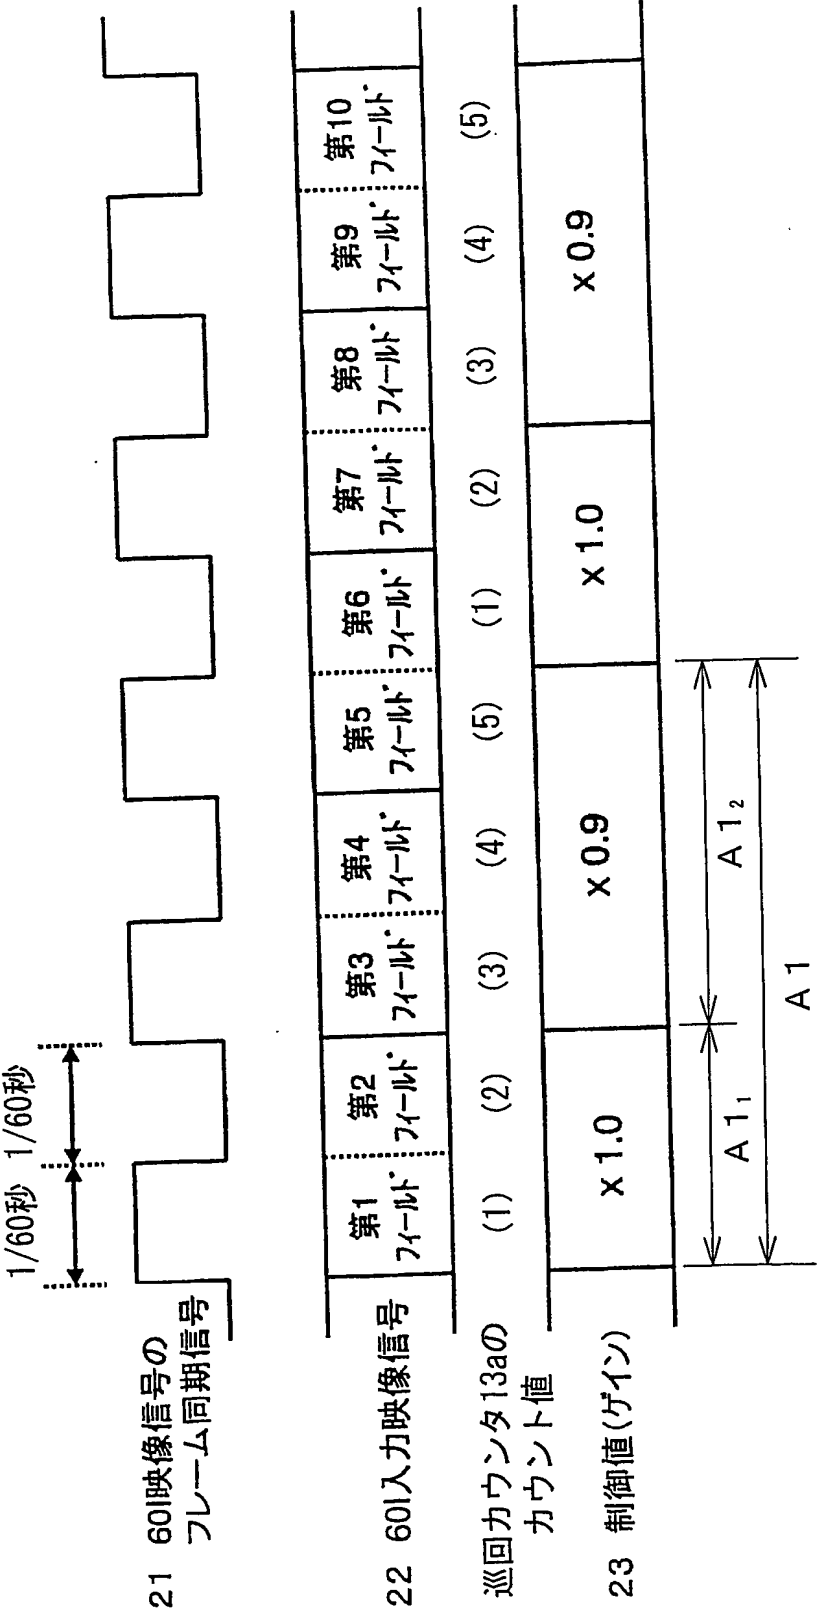 1/60秒 1/60秒
21 60I映像信号の
フレーム同期信号
22 60I入力映像信号
第1
フィールド
第2
フィールド
第3
フィールド
第4
フィールド
第5
フィールド
第6
フィールド
第7
フィールド
第8
フィールド
第9
フィールド
第10
フィールド
巡回カウンタ13aの
カウント値
(1) (2) (3) (4) (5) (1) (2) (3) (4) (5)
23 制御値(ゲイン)
x 1.0 x 0.9 x 1.0 x 0.9
A 1₁ A 1₂
A 1